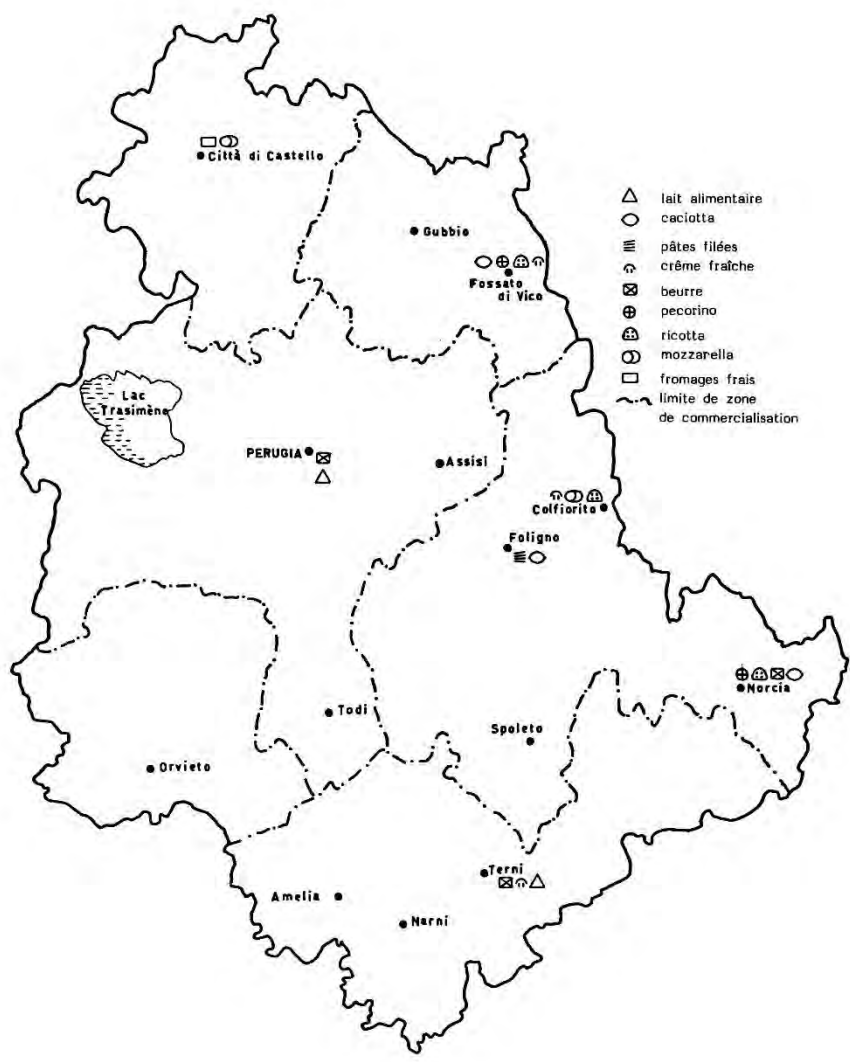 Città di Castello
Gubbio
Fossato
di Vico
lait alimentaire
caciotta
pâtes filées
crême fraîche
beurre
pecorino
ricotta
mozzarella
fromages frais
limite de zone
de commercialisation
Lac
Trasimène
PERUGIA
Assisi
Colfiorito
Foligno
Norcia
Todi
Spoleto
Orvieto
Terni
Amelia
Narni